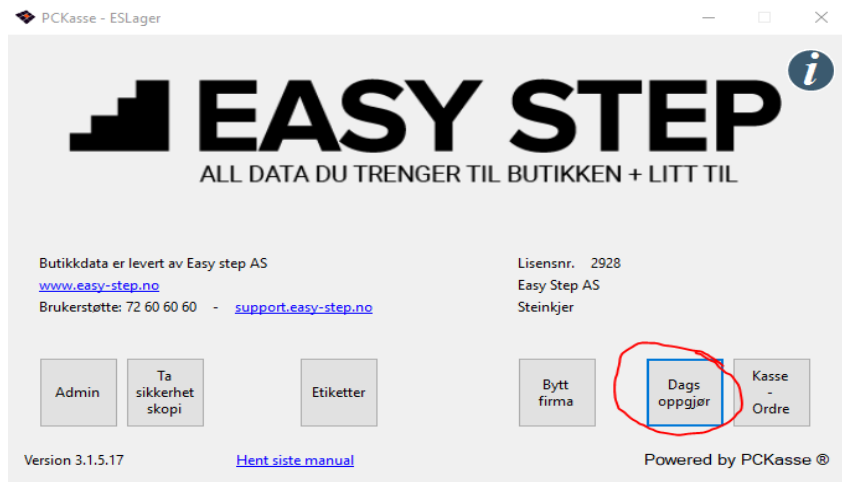 PCKasse - ESLager
i
EASY STEP
ALL DATA DU TRENGER TIL BUTIKKEN + LITT TIL
Butikkdata er levert av Easy step AS
www.easy-step.no
Brukerstøtte: 72 60 60 60 - support.easy-step.no
Lisensnr. 2928
Easy Step AS
Steinkjer
Admin
Ta
sikkerhet
skopi
Etiketter
Bytt
firma
Dags
oppgjør
Kasse
-
Ordre
Version 3.1.5.17
Hent siste manual
Powered by PCKasse ®